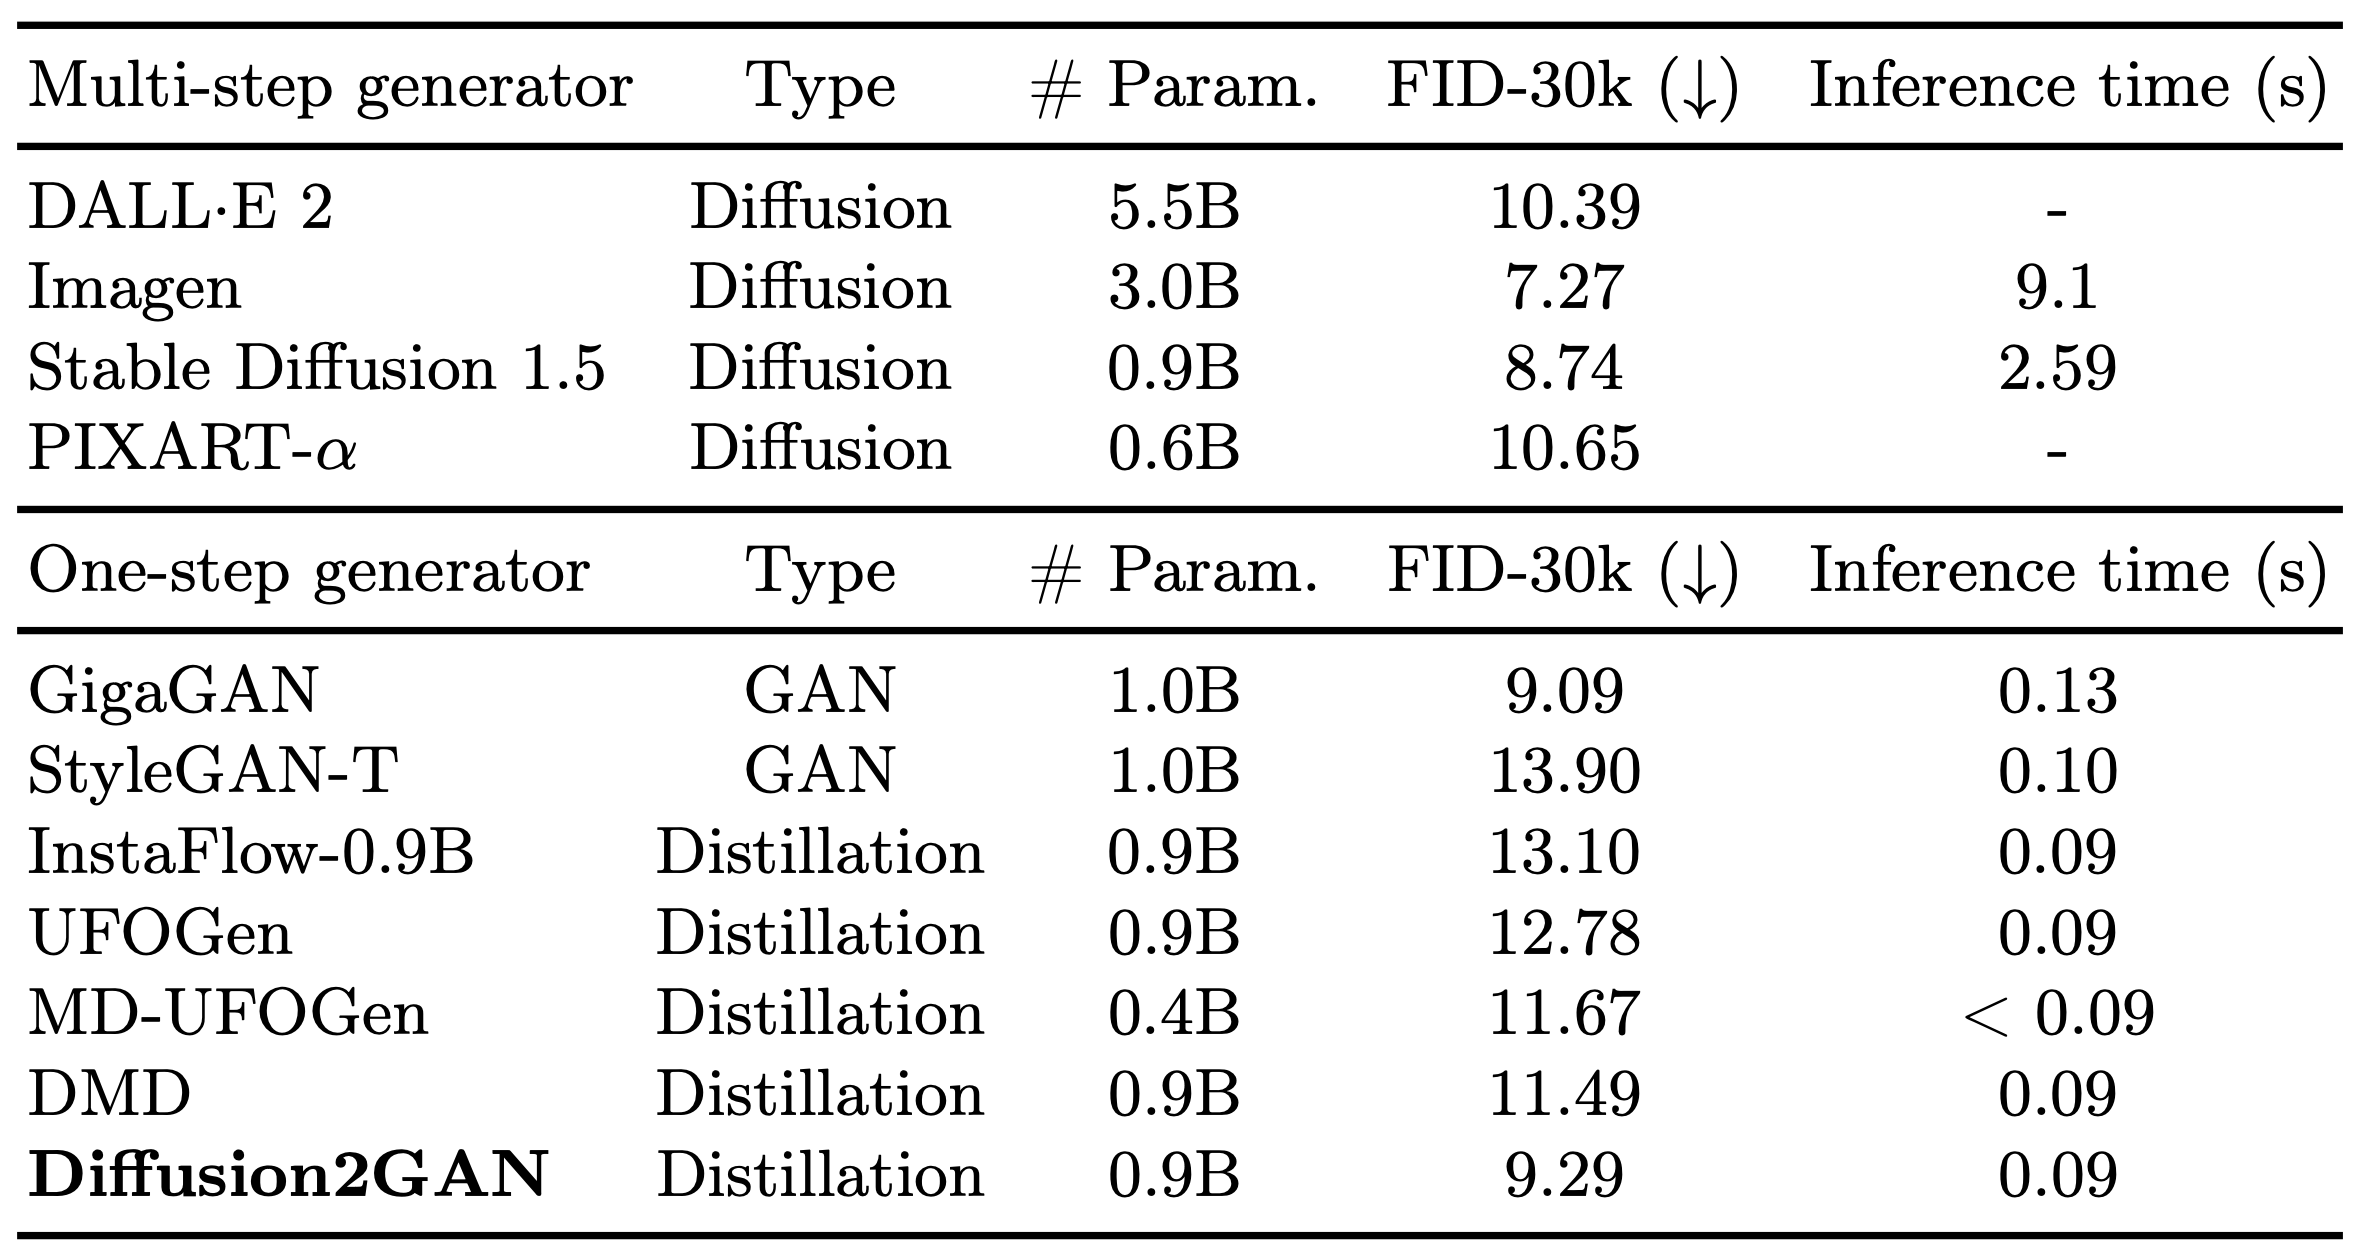 Multi-step generator Type # Param. FID-30k (↓) Inference time (s)
DALL·E 2 Diffusion 5.5B 10.39 -
Imagen Diffusion 3.0B 7.27 9.1
Stable Diffusion 1.5 Diffusion 0.9B 8.74 2.59
PIXART-α Diffusion 0.6B 10.65 -
One-step generator Type # Param. FID-30k (↓) Inference time (s)
GigaGAN GAN 1.0B 9.09 0.13
StyleGAN-T GAN 1.0B 13.90 0.10
InstaFlow-0.9B Distillation 0.9B 13.10 0.09
UFOGen Distillation 0.9B 12.78 0.09
MD-UFOGen Distillation 0.4B 11.67 < 0.09
DMD Distillation 0.9B 11.49 0.09
Diffusion2GAN Distillation 0.9B 9.29 0.09